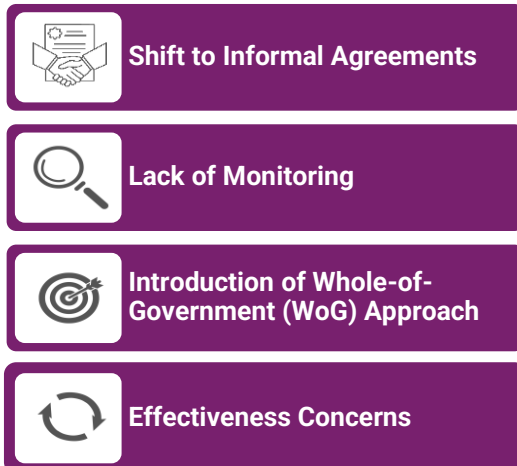 Shift to Informal Agreements
Lack of Monitoring
Introduction of Whole-of-
Government (WoG) Approach
Effectiveness Concerns